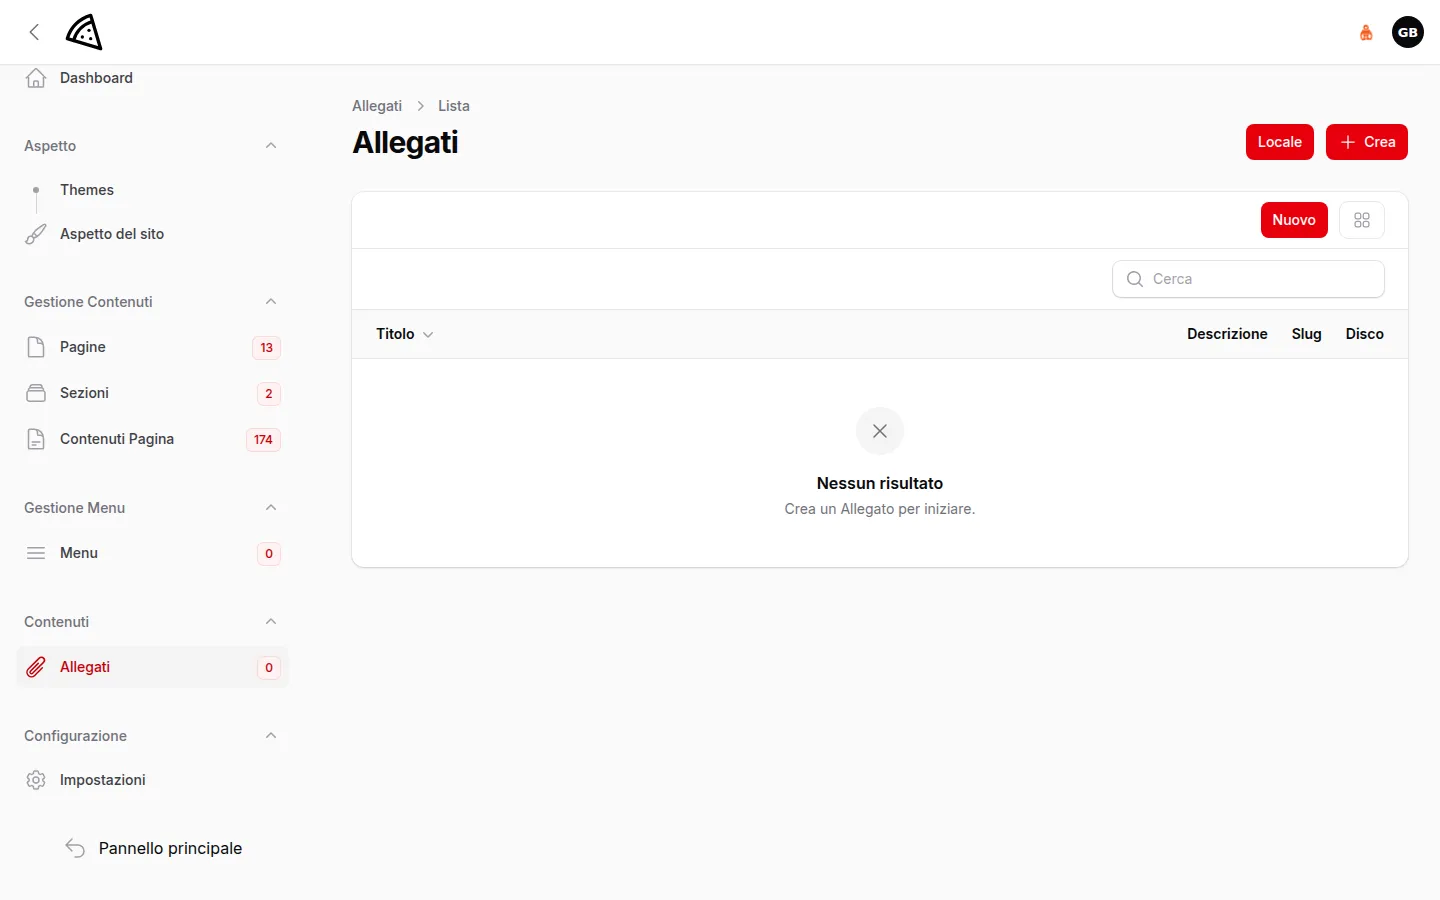 GB
Dashboard
Aspetto
Themes
Aspetto del sito
Gestione Contenuti
Pagine 13
Sezioni 2
Contenuti Pagina 174
Gestione Menu
Menu 0
Contenuti
Allegati 0
Configurazione
Impostazioni
Pannello principale
Allegati Lista
Allegati
Locale Crea
Nuovo
Cerca
Titolo Descrizione Slug Disco
Nessun risultato
Crea un Allegato per iniziare.